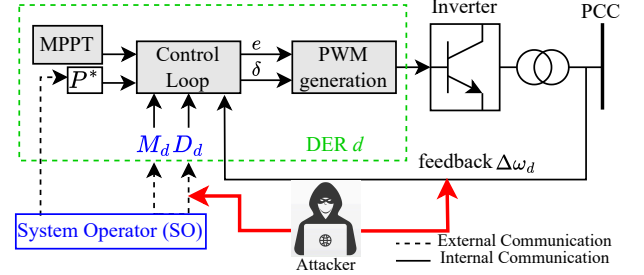 Inverter
PCC
MPPT
P*
Control
Loop
e
δ
PWM
generation
M_d D_d
DER d
feedback Δω_d
System Operator (SO)
Attacker
External Communication
Internal Communication